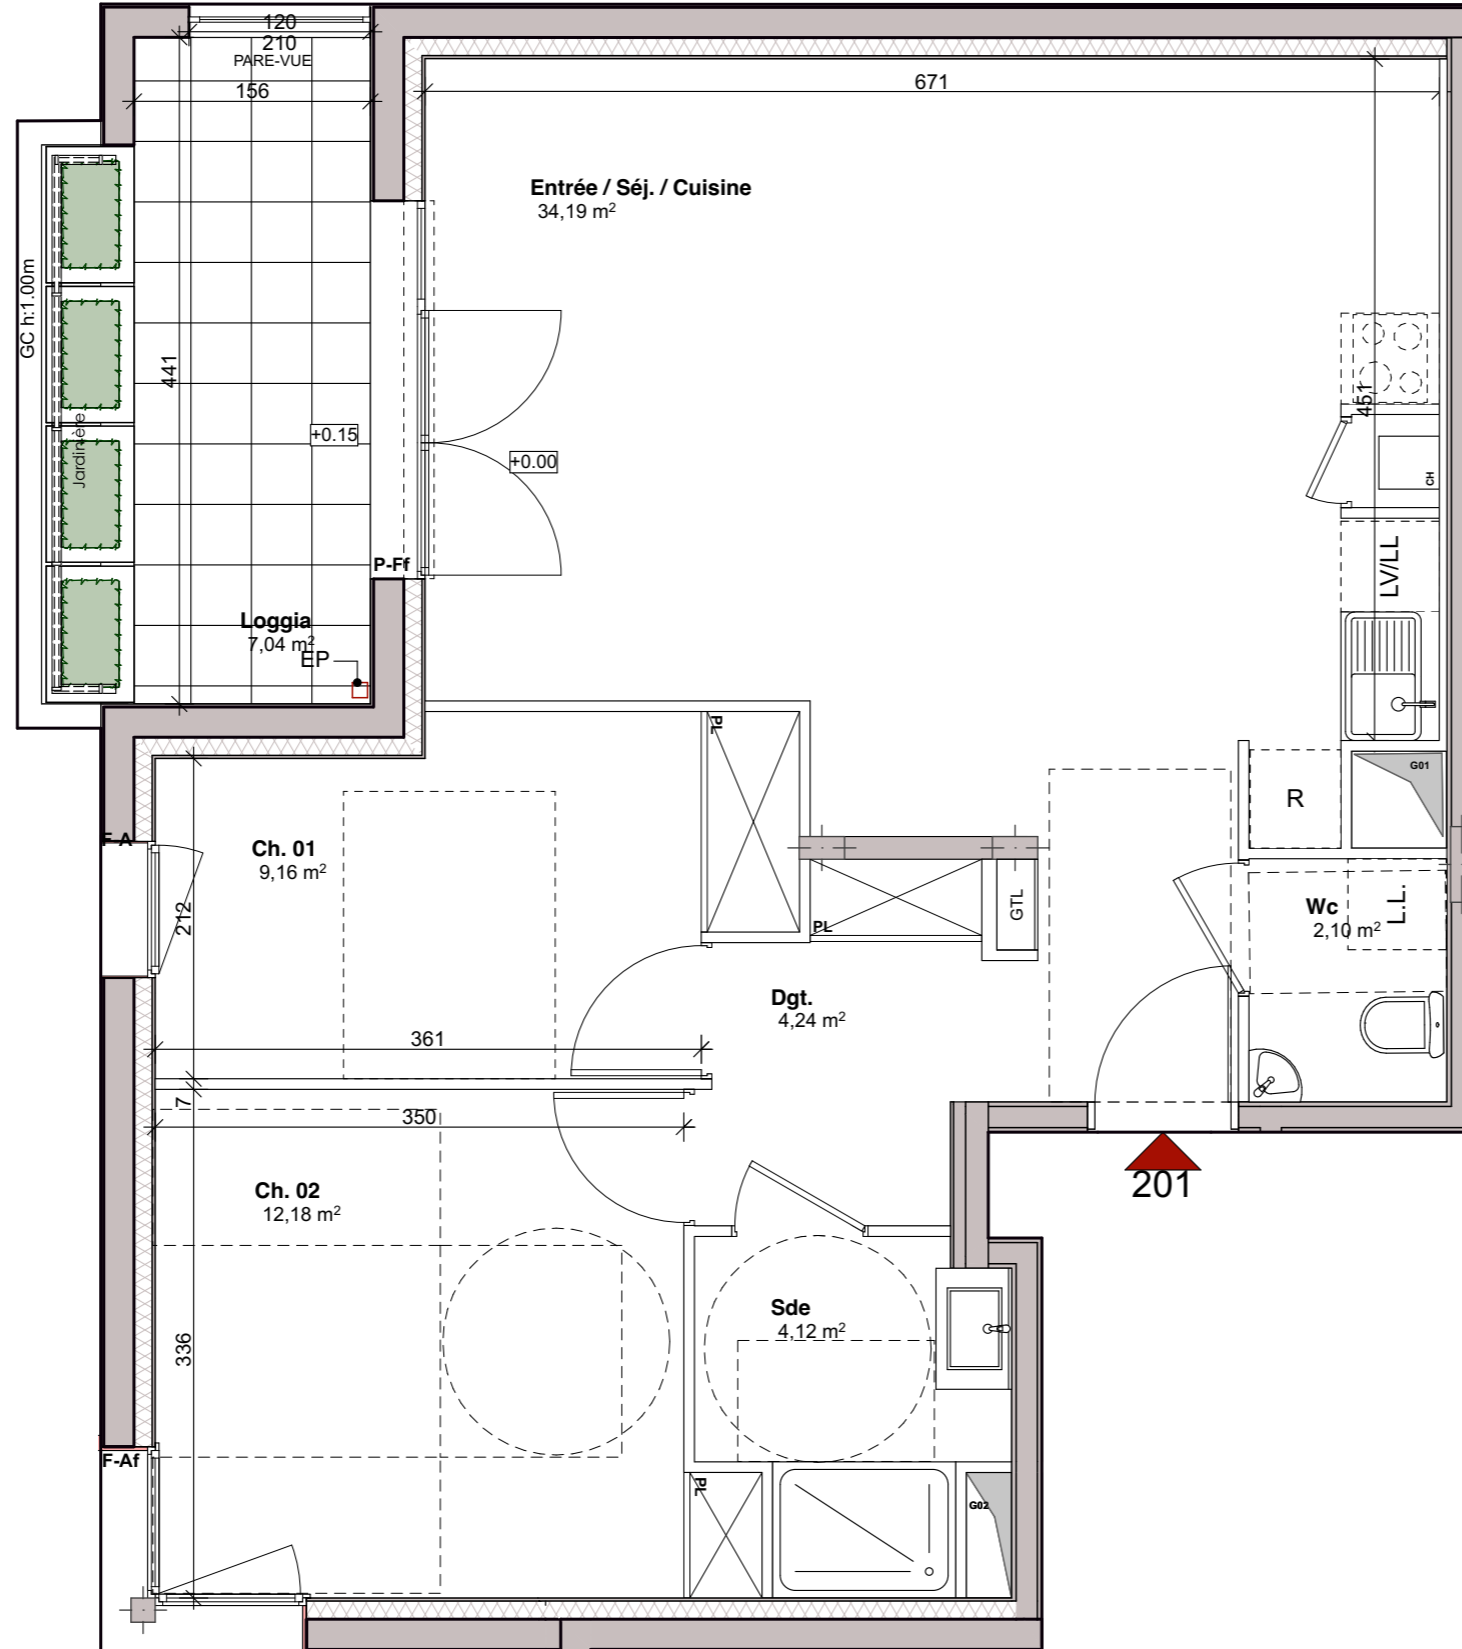 120
210
PARE-VUE
156
671
Entrée / Séj. / Cuisine
34,19 m²
GC h:1.00m
441
Jardinière
+0.15
+0.00
451
CH
LV/LL
P-Ff
Loggia
7,04 m²
EP
PL
G01
R
F-A
Ch. 01
9,16 m²
212
PL
GTL
Wc
2,10 m²
L.L.
Dgt.
4,24 m²
361
7
350
201
Ch. 02
12,18 m²
Sde
4,12 m²
336
F-Af
PL
G02